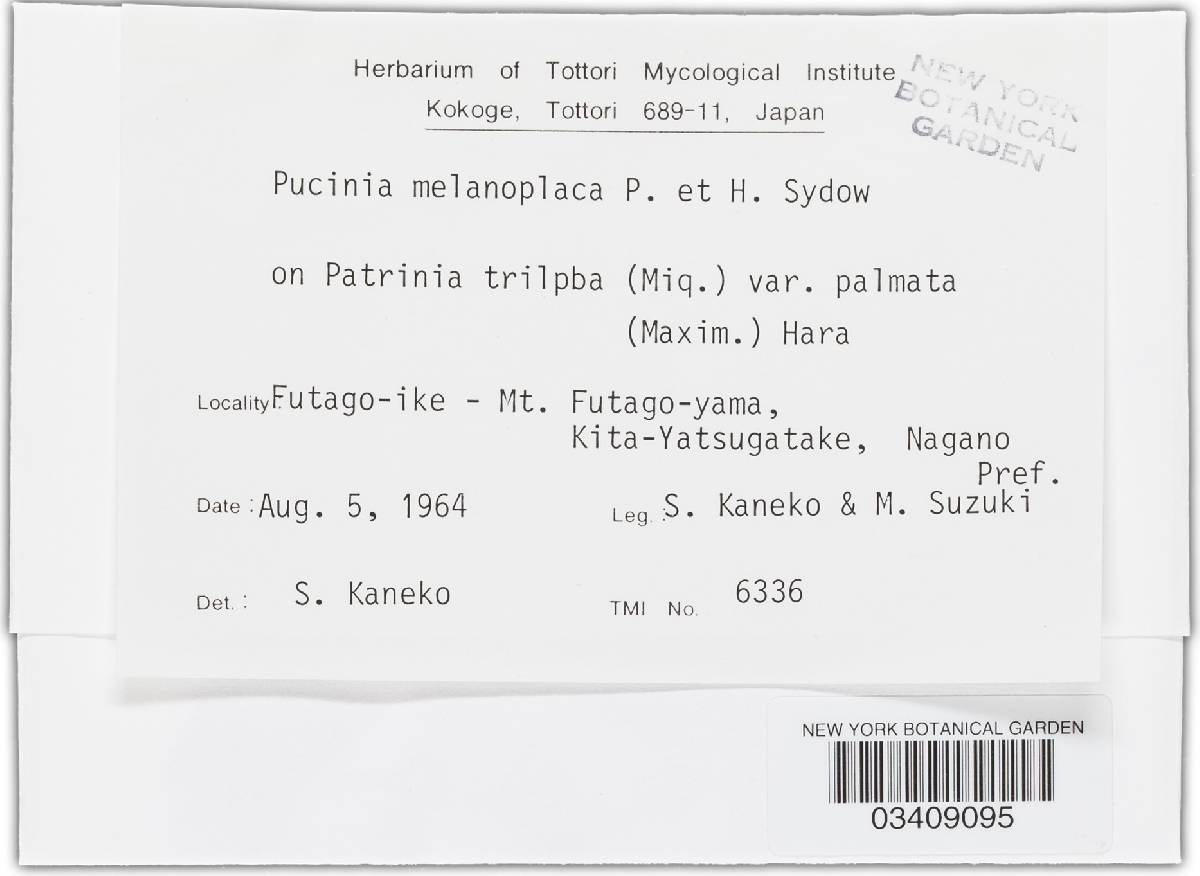 Herbarium of Tottori Mycological Institute
Kokoge, Tottori 689-11, Japan
NEW YORK
BOTANICAL
GARDEN
Pucinia melanoplaca P. et H. Sydow
on Patrinia trilpba (Miq.) var. palmata
(Maxim.) Hara
Locality: Futago-ike - Mt. Futago-yama,
Kita-Yatsugatake, Nagano
Pref.
Date : Aug. 5, 1964 Leg. : S. Kaneko & M. Suzuki
Det. : S. Kaneko TMI No. 6336
NEW YORK BOTANICAL GARDEN
03409095